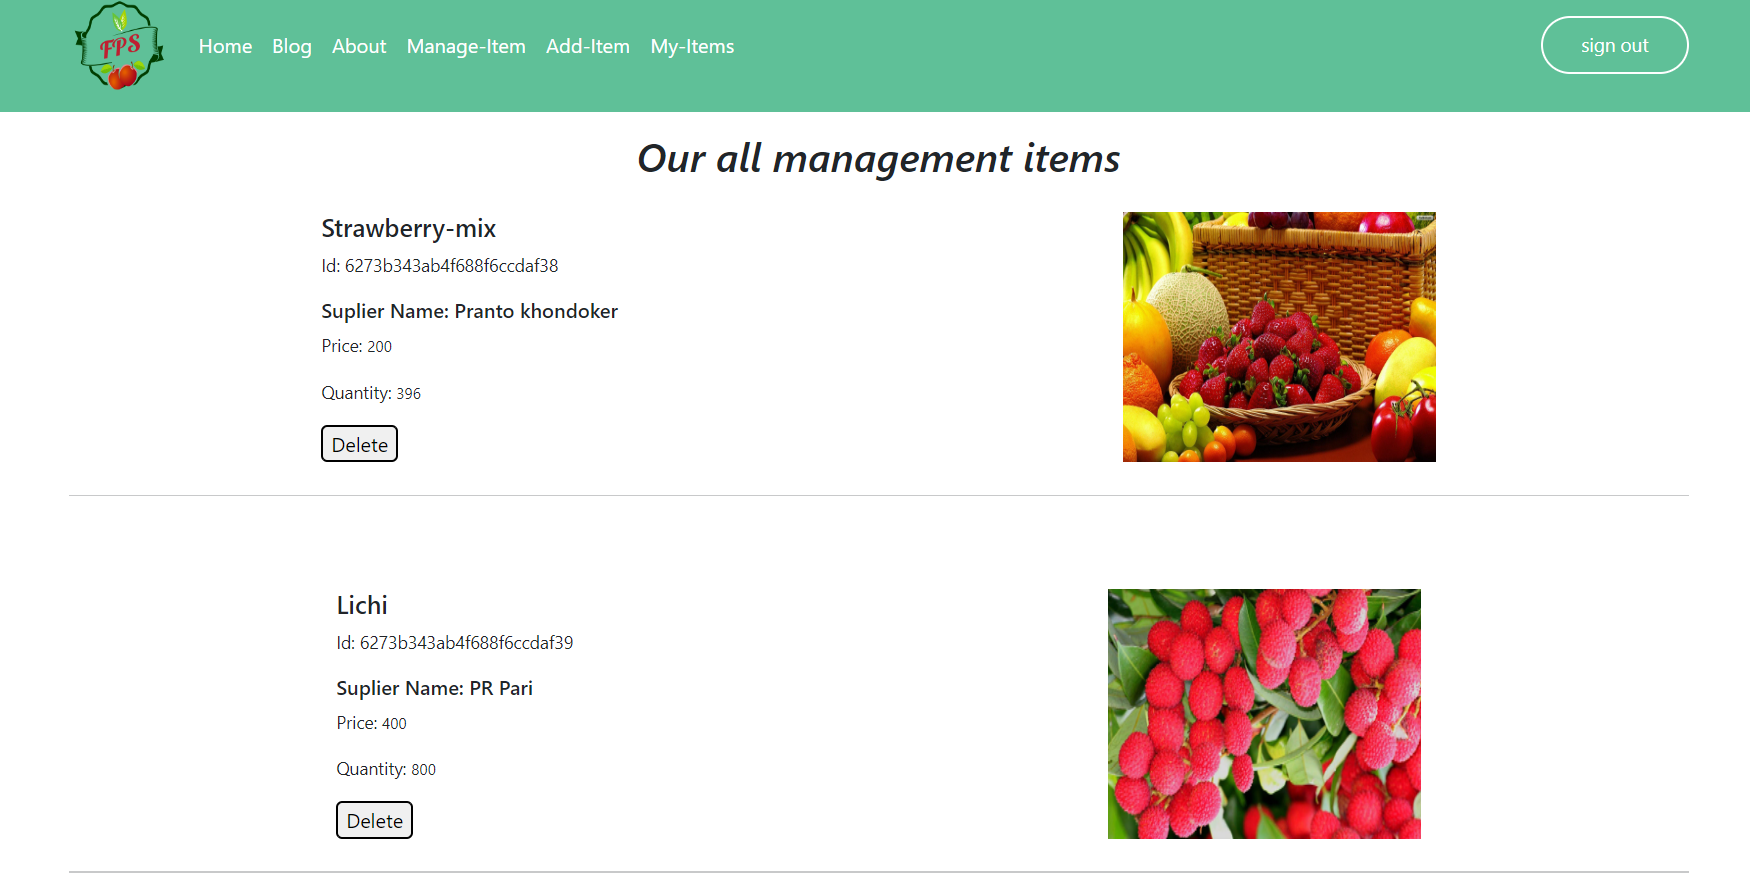 FPS
Home Blog About Manage-Item Add-Item My-Items sign out
Our all management items
Strawberry-mix
Id: 6273b343ab4f688f6ccdaf38
Suplier Name: Pranto khondoker
Price: 200
Quantity: 396
Delete
Lichi
Id: 6273b343ab4f688f6ccdaf39
Suplier Name: PR Pari
Price: 400
Quantity: 800
Delete